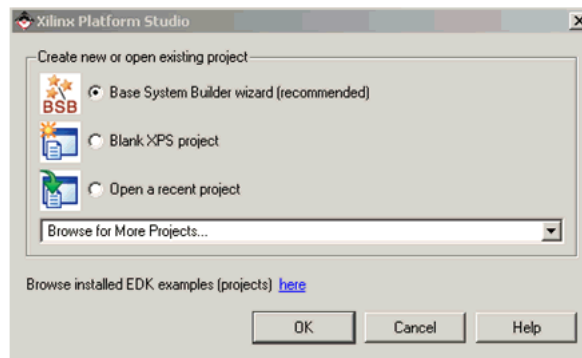 Xilinx Platform Studio
Create new or open existing project
BSB
Base System Builder wizard (recommended)
Blank XPS project
Open a recent project
Browse for More Projects...
Browse installed EDK examples (projects) here
OK Cancel Help